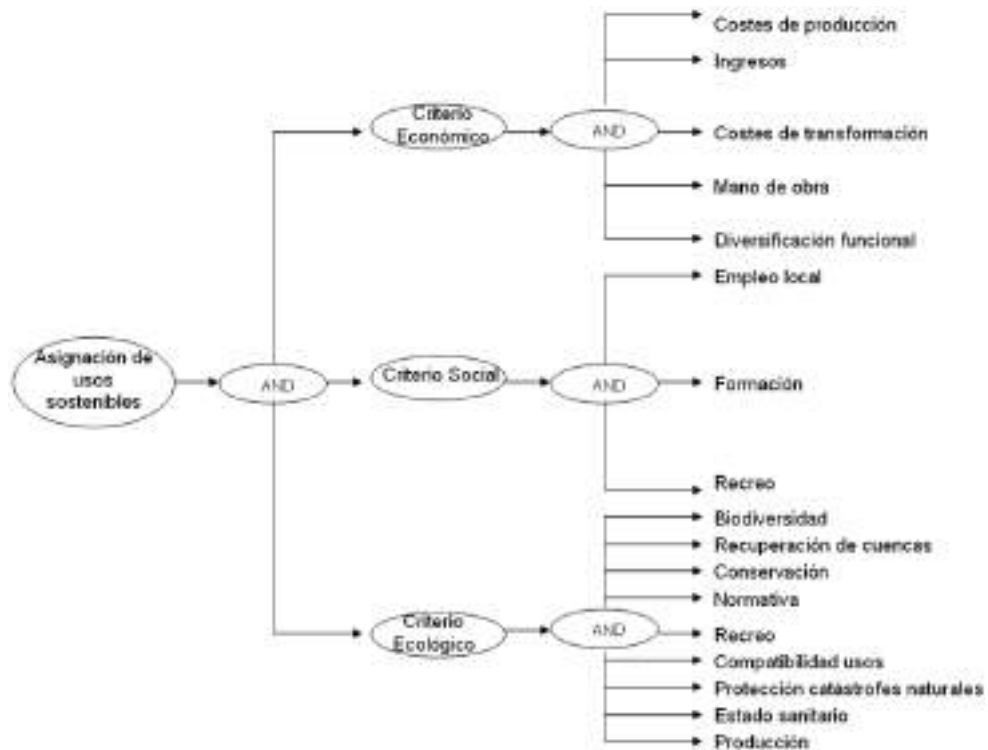 Costes de producción
Ingresos
Criterio
Económico
AND
Costes de transformación
Mano de obra
Diversificación funcional
Empleo local
Asignación de
usos
sostenibles
AND
Criterio Social
AND
Formación
Recreo
Biodiversidad
Recuperación de cuencas
Conservación
Normativa
Criterio
Ecológico
AND
Recreo
Compatibilidad usos
Protección catástrofes naturales
Estado sanitario
Producción